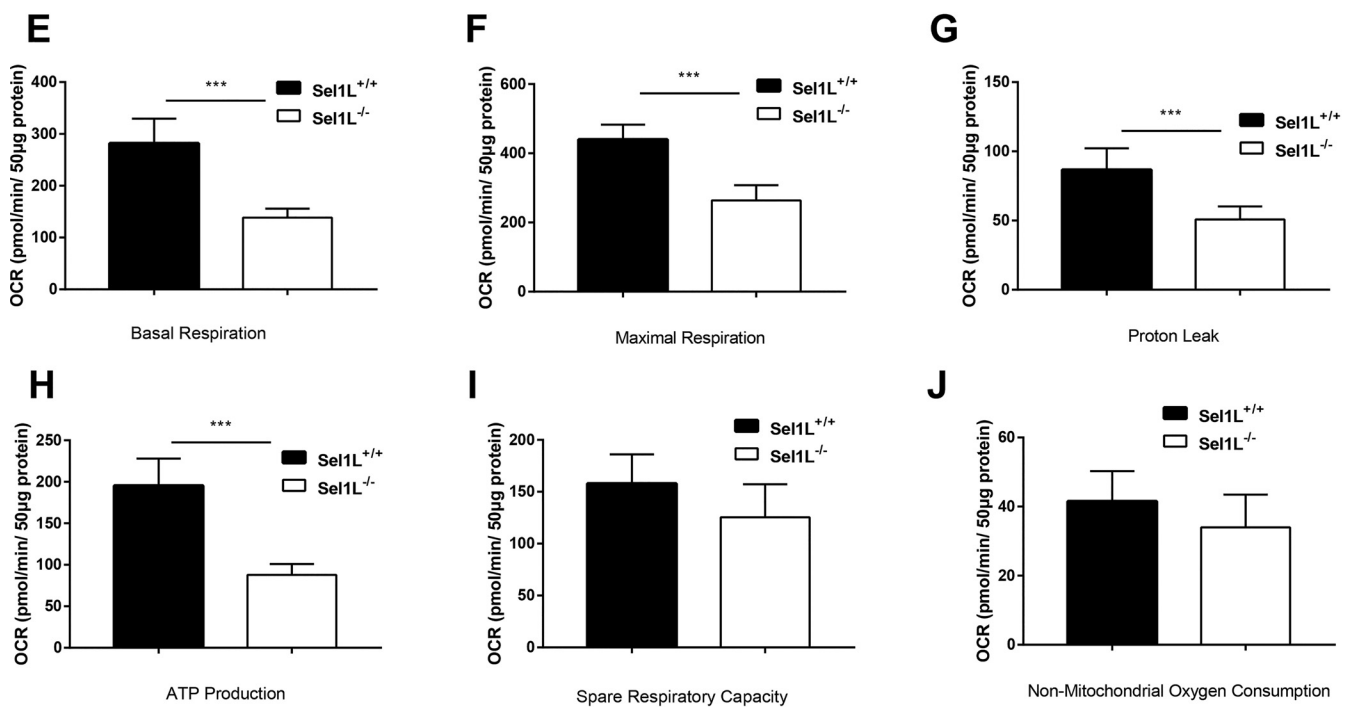 E
OCR (pmol/min/ 50µg protein)
400
300
200
100
0
***
Sel1L+/+
Sel1L-/-
Basal Respiration
F
OCR (pmol/min/ 50µg protein)
600
400
200
0
***
Sel1L+/+
Sel1L-/-
Maximal Respiration
G
OCR (pmol/min/ 50µg protein)
150
100
50
0
***
Sel1L+/+
Sel1L-/-
Proton Leak
H
OCR (pmol/min/ 50µg protein)
250
200
150
100
50
0
***
Sel1L+/+
Sel1L-/-
ATP Production
I
OCR (pmol/min/ 50µg protein)
200
150
100
50
0
Sel1L+/+
Sel1L-/-
Spare Respiratory Capacity
J
OCR (pmol/min/ 50µg protein)
60
40
20
0
Sel1L+/+
Sel1L-/-
Non-Mitochondrial Oxygen Consumption